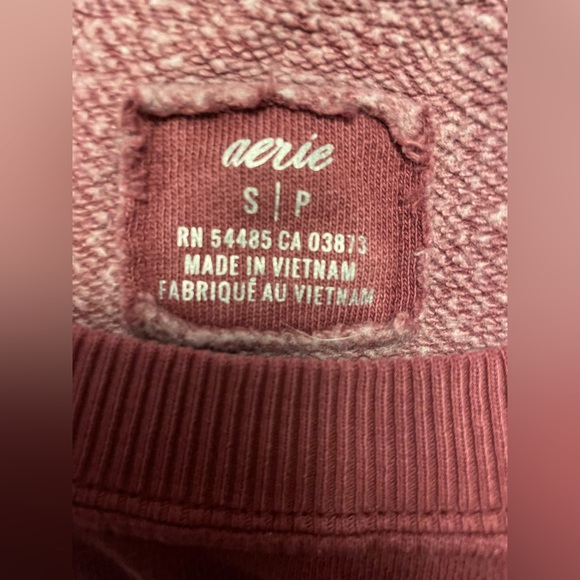 aerie
S | P
RN 54485 CA 03873
MADE IN VIETNAM
FABRIQUÉ AU VIETNAM